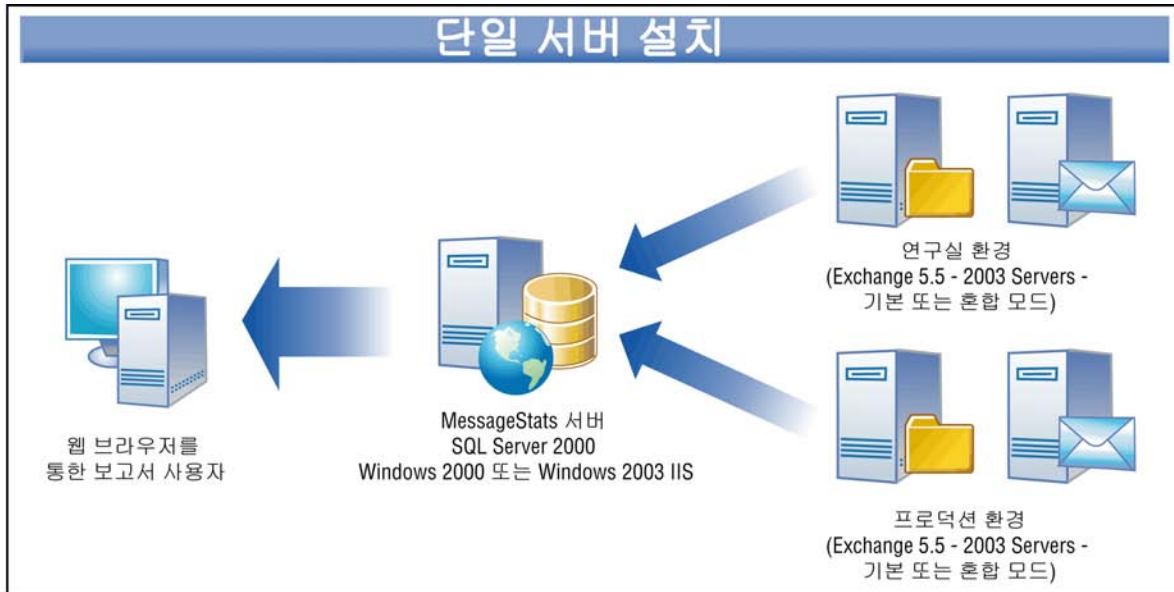 단일 서버 설치
연구실 환경
(Exchange 5.5 - 2003 Servers -
기본 또는 혼합 모드)
MessageStats 서버
SQL Server 2000
Windows 2000 또는 Windows 2003 IIS
웹 브라우저를
통한 보고서 사용자
프로덕션 환경
(Exchange 5.5 - 2003 Servers -
기본 또는 혼합 모드)